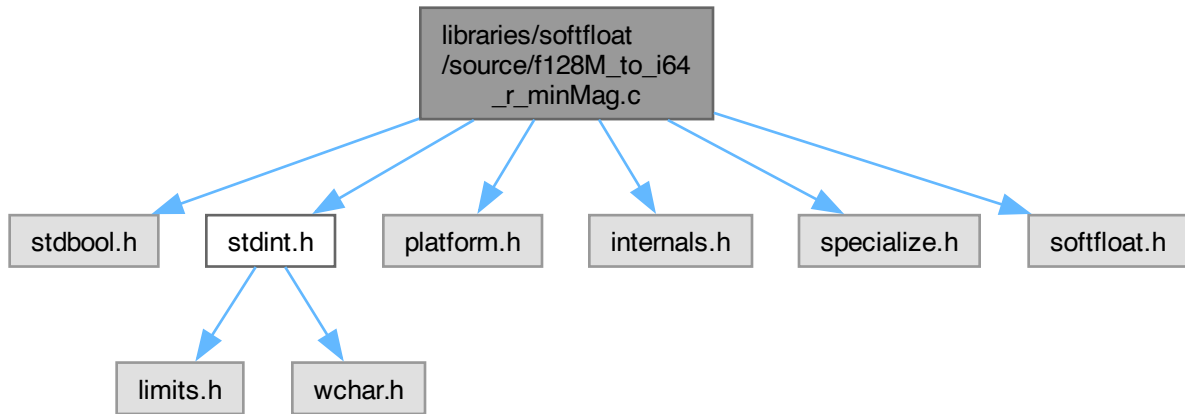 libraries/softfloat
/source/f128M_to_i64
_r_minMag.c
stdbool.h
stdint.h
platform.h
internals.h
specialize.h
softfloat.h
limits.h
wchar.h